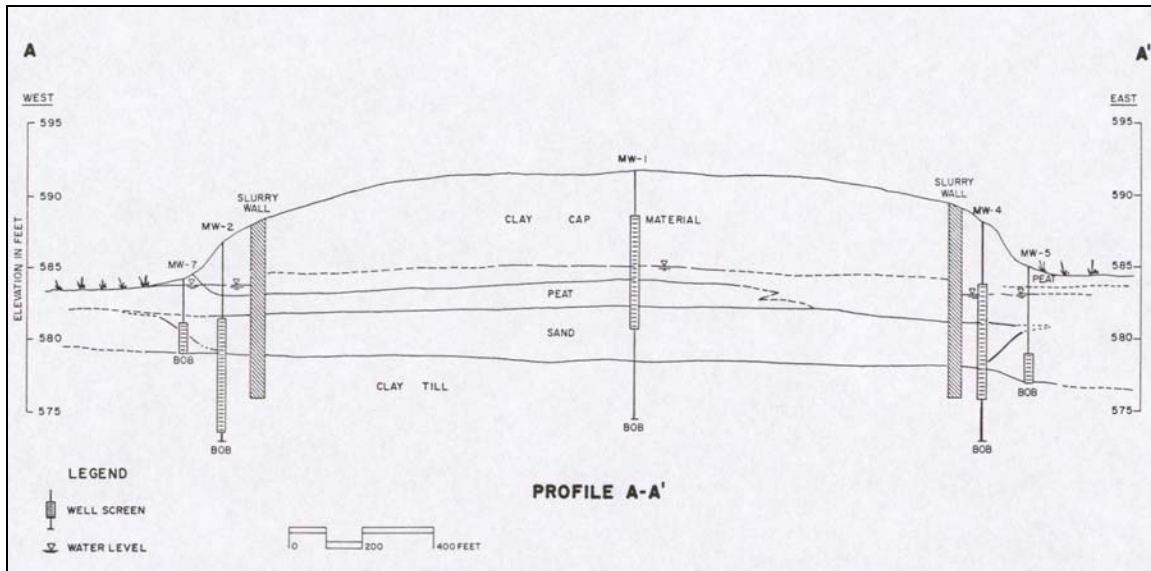 A
A'
WEST
EAST
595
595
MW-1
SLURRY
WALL
590
590
SLURRY
WALL
MW-2
CLAY CAP MATERIAL
MW-4
MW-7
MW-5
585
585
PEAT
PEAT
ELEVATION IN FEET
SAND
580
580
BOB
BOB
CLAY TILL
575
575
BOB
BOB
BOB
LEGEND
WELL SCREEN
WATER LEVEL
PROFILE A-A'
0 200 400 FEET